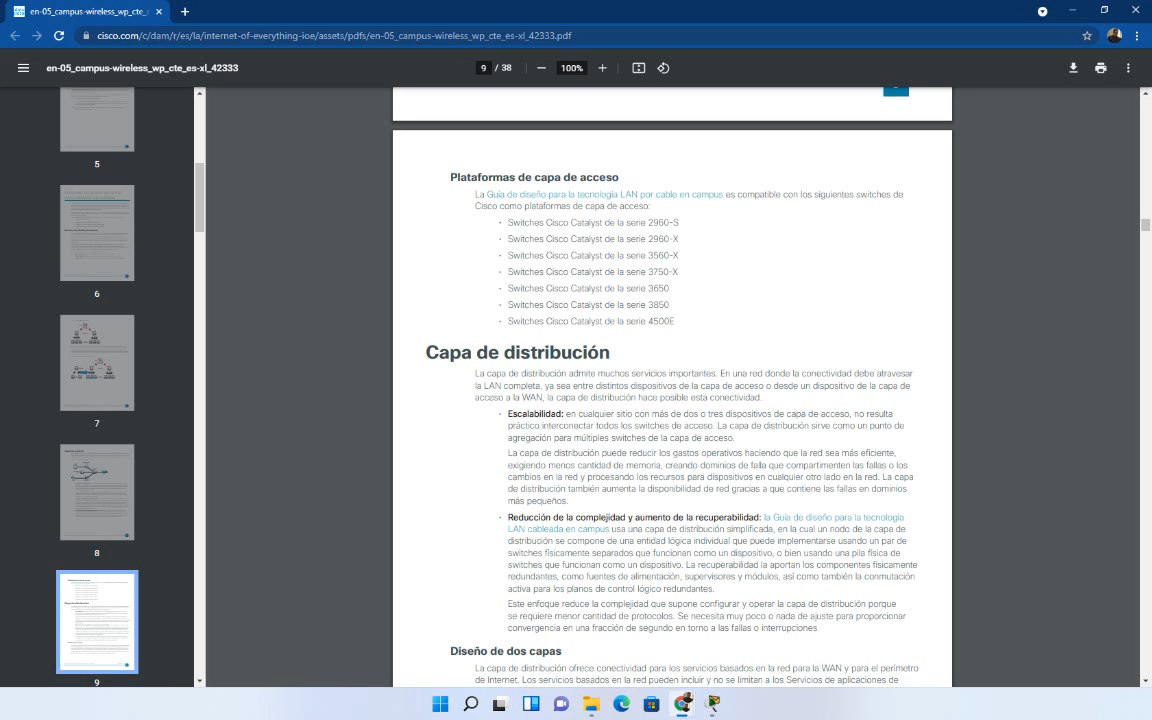 en-05_campus-wireless_wp_cte_
cisco.com/c/dam/r/es/la/internet-of-everything-ioe/assets/pdfs/en-05_campus-wireless_wp_cte_es-xl_42333.pdf
en-05_campus-wireless_wp_cte_es-xl_42333
9 / 38
100%
5
6
7
8
9
Plataformas de capa de acceso
La Guía de diseño para la tecnología LAN por cable en campus es compatible con los siguientes switches de
Cisco como plataformas de capa de acceso:
• Switches Cisco Catalyst de la serie 2960-S
• Switches Cisco Catalyst de la serie 2960-X
• Switches Cisco Catalyst de la serie 3560-X
• Switches Cisco Catalyst de la serie 3750-X
• Switches Cisco Catalyst de la serie 3650
• Switches Cisco Catalyst de la serie 3850
• Switches Cisco Catalyst de la serie 4500E
Capa de distribución
La capa de distribución admite muchos servicios importantes. En una red donde la conectividad debe atravesar
la LAN completa, ya sea entre distintos dispositivos de la capa de acceso o desde un dispositivo de la capa de
acceso a la WAN, la capa de distribución hace posible esta conectividad.
• Escalabilidad: en cualquier sitio con más de dos o tres dispositivos de capa de acceso, no resulta
práctico interconectar todos los switches de acceso. La capa de distribución sirve como un punto de
agregación para múltiples switches de la capa de acceso.
La capa de distribución puede reducir los gastos operativos haciendo que la red sea más eficiente,
exigiendo menos cantidad de memoria, creando dominios de falla que compartimenten las fallas o los
cambios en la red y procesando los recursos para dispositivos en cualquier otro lado en la red. La capa
de distribución también aumenta la disponibilidad de red gracias a que contiene las fallas en dominios
más pequeños.
• Reducción de la complejidad y aumento de la recuperabilidad: la Guía de diseño para la tecnología
LAN cableada en campus usa una capa de distribución simplificada, en la cual un nodo de la capa de
distribución se compone de una entidad lógica individual que puede implementarse usando un par de
switches físicamente separados que funcionan como un dispositivo, o bien usando una pila física de
switches que funcionan como un dispositivo. La recuperabilidad la aportan los componentes físicamente
redundantes, como fuentes de alimentación, supervisores y módulos, así como también la conmutación
activa para los planos de control lógico redundantes.
Este enfoque reduce la complejidad que supone configurar y operar la capa de distribución porque
se requiere menor cantidad de protocolos. Se necesita muy poco o nada de ajuste para proporcionar
convergencia en una fracción de segundo en torno a las fallas o interrupciones
Diseño de dos capas
La capa de distribución ofrece conectividad para los servicios basados en la red para la WAN y para el perímetro
de Internet. Los servicios basados en la red pueden incluir y no se limitan a los Servicios de aplicaciones de